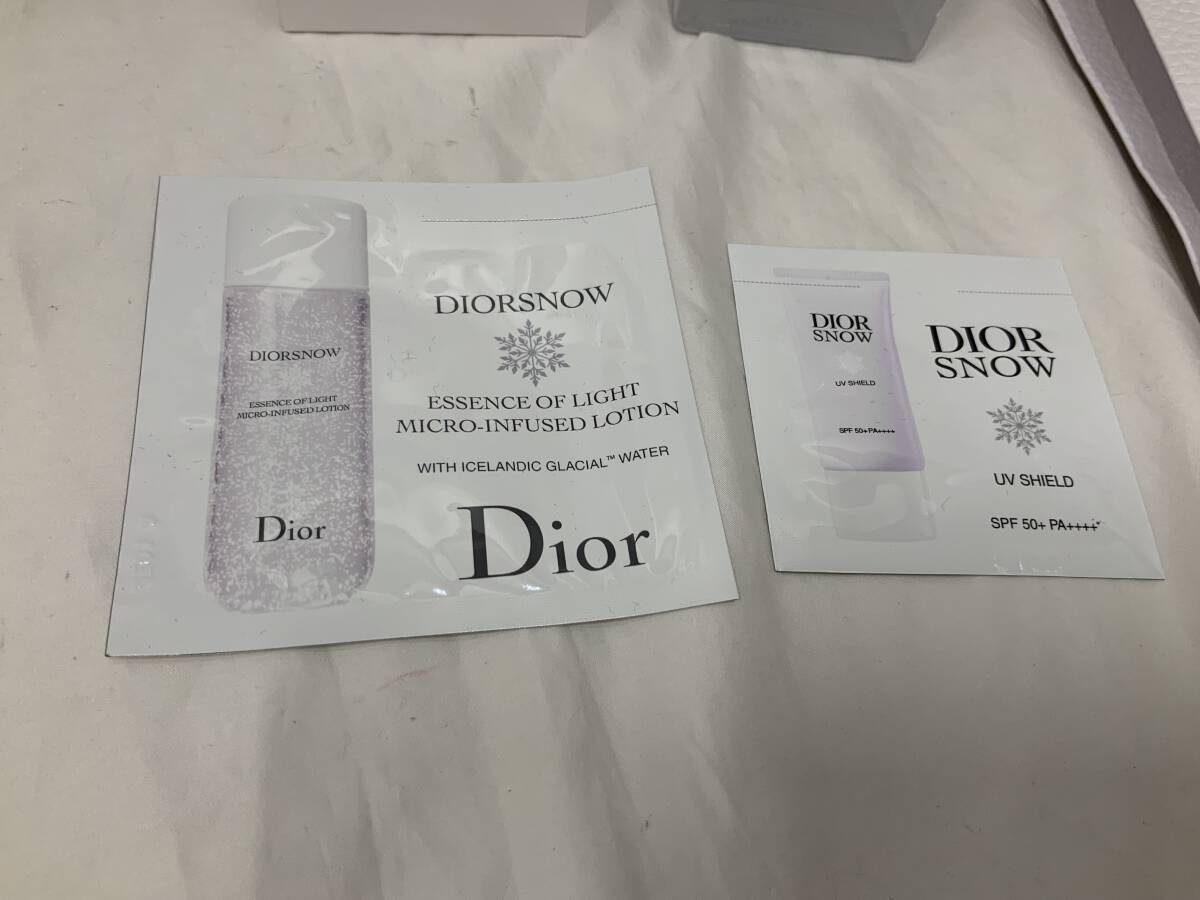 DIORSNOW
ESSENCE OF LIGHT
MICRO-INFUSED LOTION
Dior
DIORSNOW
ESSENCE OF LIGHT
MICRO-INFUSED LOTION
WITH ICELANDIC GLACIAL™ WATER
Dior
DIOR
SNOW
UV SHIELD
SPF 50+ PA++++
DIOR
SNOW
UV SHIELD
SPF 50+ PA++++*